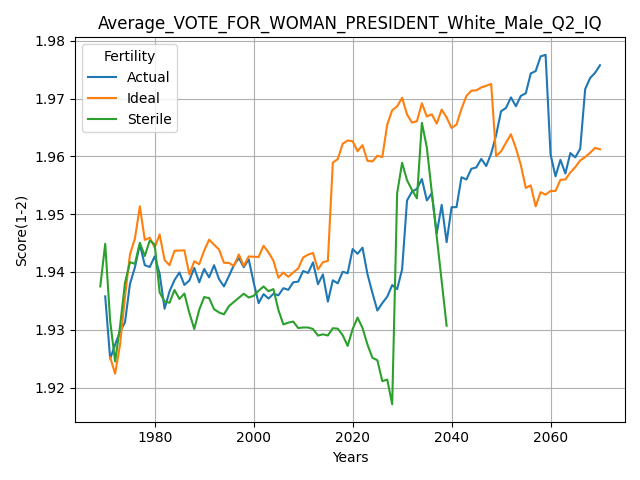 Average_VOTE_FOR_WOMAN_PRESIDENT_White_Male_Q2_IQ
Fertility
Actual
Ideal
Sterile
Score(1-2)
1.98
1.97
1.96
1.95
1.94
1.93
1.92
1980
2000
2020
2040
2060
Years